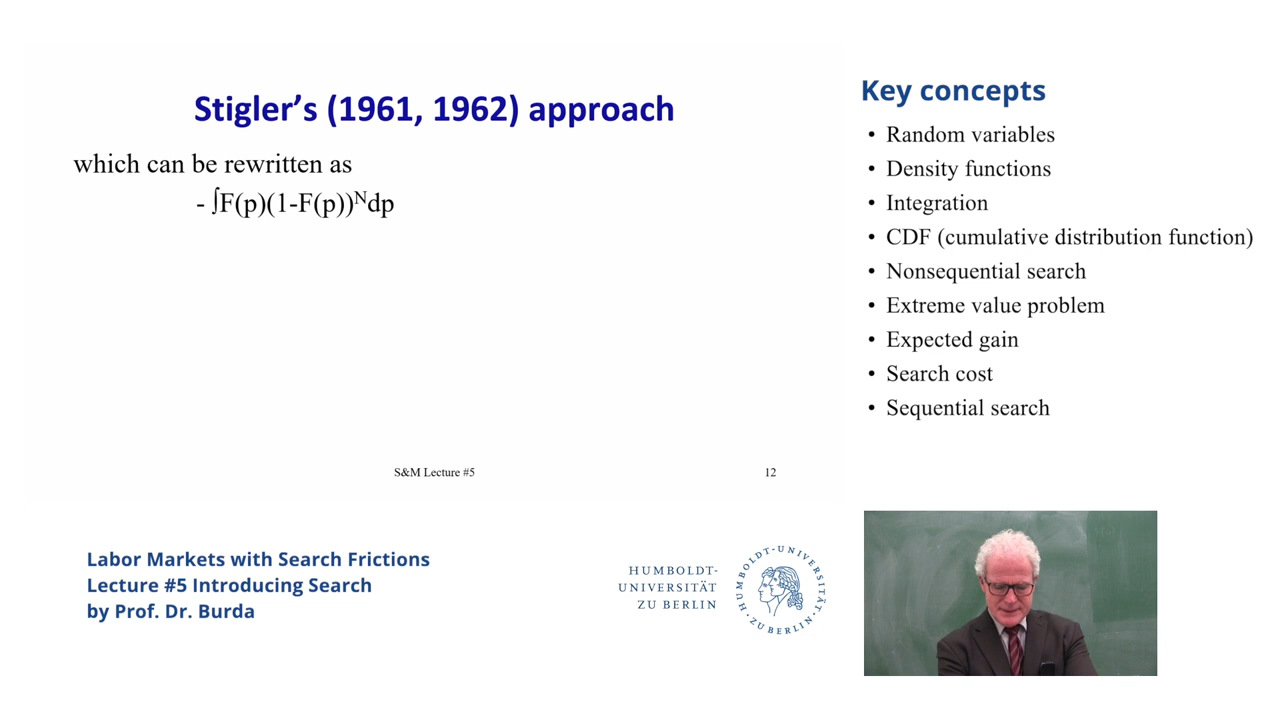 Stigler’s (1961, 1962) approach
which can be rewritten as
- ∫F(p)(1-F(p))ᴺdp
S&M Lecture #5
12
Key concepts
• Random variables
• Density functions
• Integration
• CDF (cumulative distribution function)
• Nonsequential search
• Extreme value problem
• Expected gain
• Search cost
• Sequential search
Labor Markets with Search Frictions
Lecture #5 Introducing Search
by Prof. Dr. Burda
HUMBOLDT-
UNIVERSITÄT
ZU BERLIN
HUMBOLDT-UNIVERSITÄT
·ZU BERLIN·